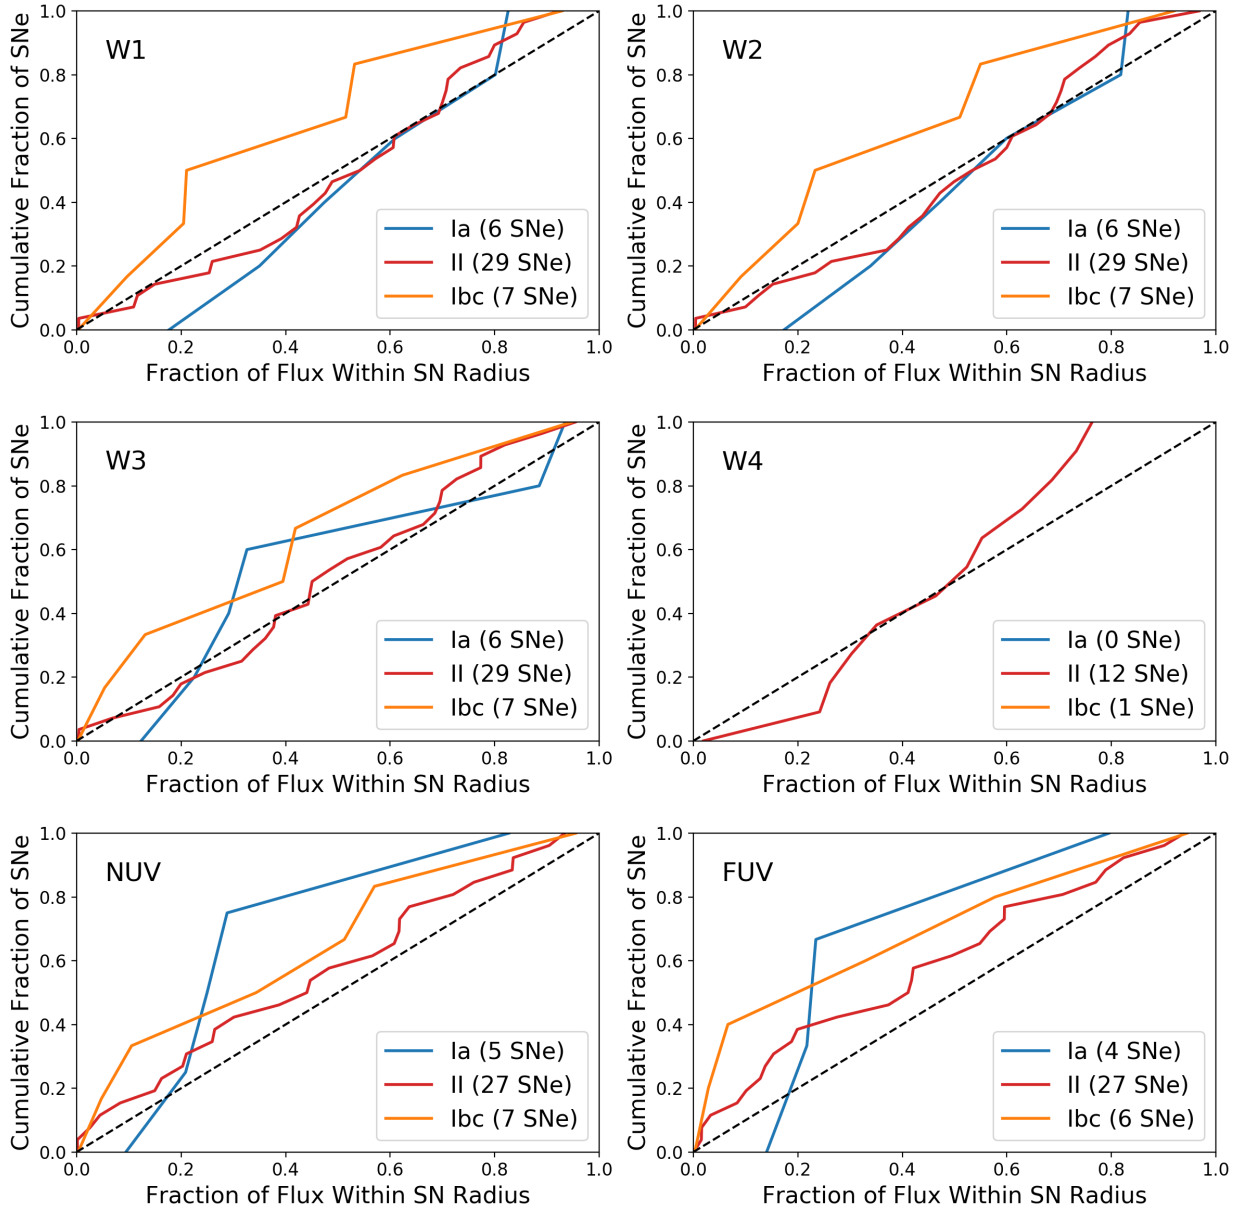 W1
Cumulative Fraction of SNe
1.0
0.8
0.6
0.4
0.2
0.0
Ia (6 SNe)
II (29 SNe)
Ibc (7 SNe)
0.0 0.2 0.4 0.6 0.8 1.0
Fraction of Flux Within SN Radius
W2
Cumulative Fraction of SNe
1.0
0.8
0.6
0.4
0.2
0.0
Ia (6 SNe)
II (29 SNe)
Ibc (7 SNe)
0.0 0.2 0.4 0.6 0.8 1.0
Fraction of Flux Within SN Radius
W3
Cumulative Fraction of SNe
1.0
0.8
0.6
0.4
0.2
0.0
Ia (6 SNe)
II (29 SNe)
Ibc (7 SNe)
0.0 0.2 0.4 0.6 0.8 1.0
Fraction of Flux Within SN Radius
W4
Cumulative Fraction of SNe
1.0
0.8
0.6
0.4
0.2
0.0
Ia (0 SNe)
II (12 SNe)
Ibc (1 SNe)
0.0 0.2 0.4 0.6 0.8 1.0
Fraction of Flux Within SN Radius
NUV
Cumulative Fraction of SNe
1.0
0.8
0.6
0.4
0.2
0.0
Ia (5 SNe)
II (27 SNe)
Ibc (7 SNe)
0.0 0.2 0.4 0.6 0.8 1.0
Fraction of Flux Within SN Radius
FUV
Cumulative Fraction of SNe
1.0
0.8
0.6
0.4
0.2
0.0
Ia (4 SNe)
II (27 SNe)
Ibc (6 SNe)
0.0 0.2 0.4 0.6 0.8 1.0
Fraction of Flux Within SN Radius